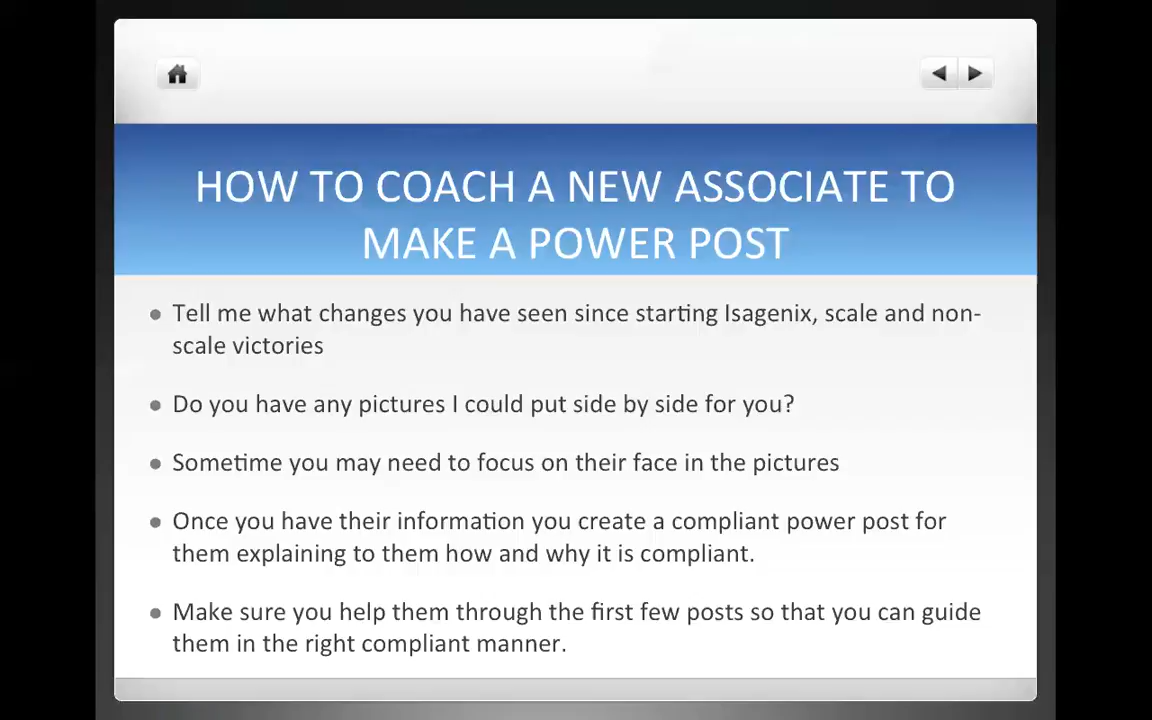 HOW TO COACH A NEW ASSOCIATE TO
MAKE A POWER POST
Tell me what changes you have seen since starting Isagenix, scale and non-
scale victories
Do you have any pictures I could put side by side for you?
Sometime you may need to focus on their face in the pictures
Once you have their information you create a compliant power post for
them explaining to them how and why it is compliant.
Make sure you help them through the first few posts so that you can guide
them in the right compliant manner.